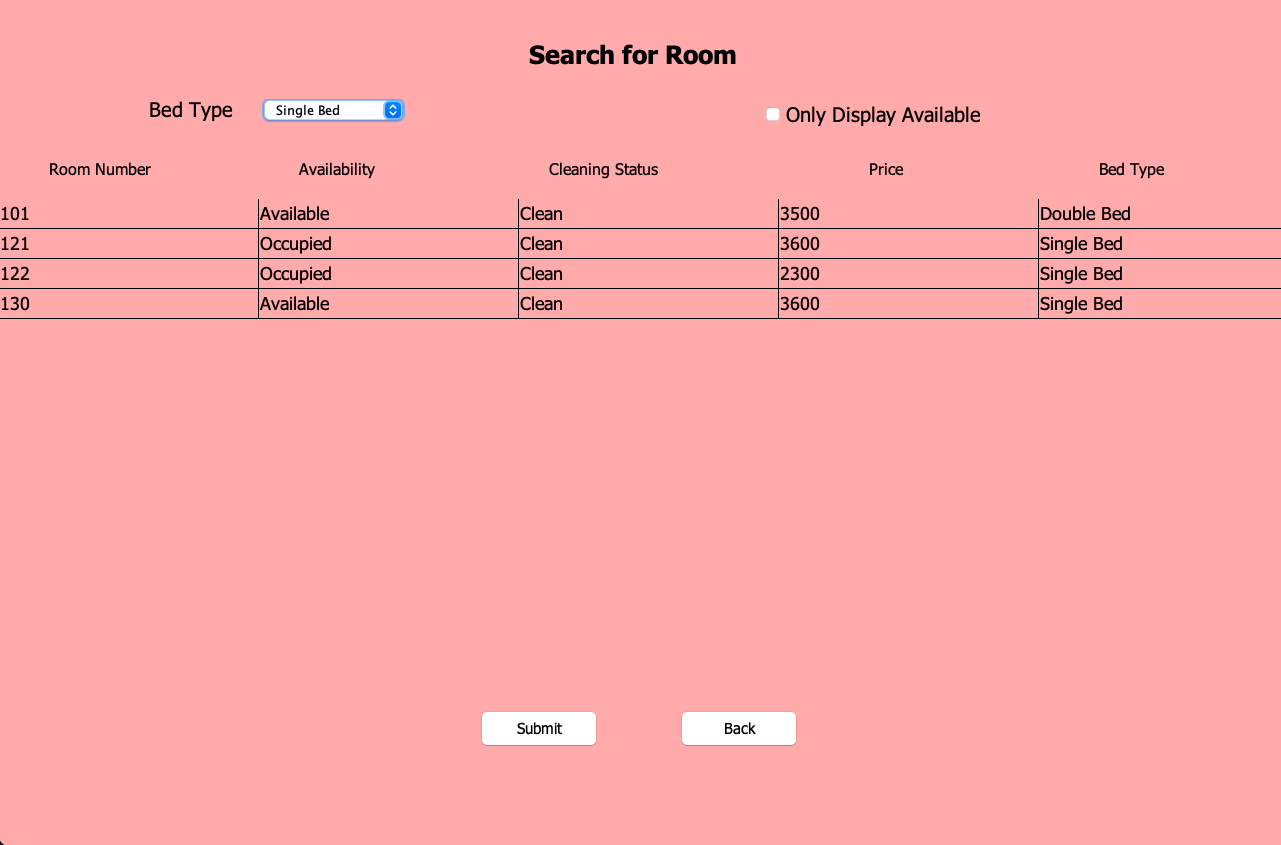 Search for Room
Bed Type Single Bed Only Display Available
Room Number Availability Cleaning Status Price Bed Type
101 Available Clean 3500 Double Bed
121 Occupied Clean 3600 Single Bed
122 Occupied Clean 2300 Single Bed
130 Available Clean 3600 Single Bed
Submit Back